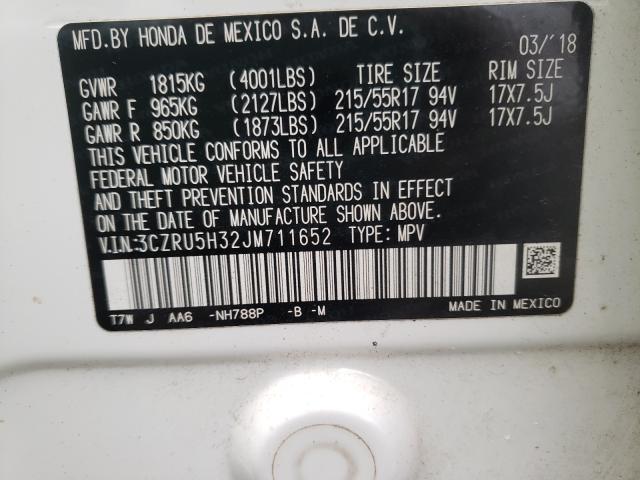 MFD.BY HONDA DE MEXICO S.A. DE C.V.
03/'18
GVWR 1815KG (4001LBS) TIRE SIZE RIM SIZE
GAWR F 965KG (2127LBS) 215/55R17 94V 17X7.5J
GAWR R 850KG (1873LBS) 215/55R17 94V 17X7.5J
THIS VEHICLE CONFORMS TO ALL APPLICABLE
FEDERAL MOTOR VEHICLE SAFETY
AND THEFT PREVENTION STANDARDS IN EFFECT
ON THE DATE OF MANUFACTURE SHOWN ABOVE.
V.I.N:3CZRU5H32JM711652 TYPE: MPV
T7W J AA6 -NH788P -B -M
MADE IN MEXICO